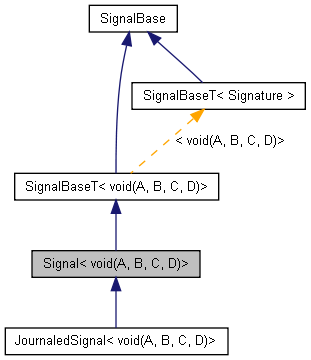 SignalBase
SignalBaseT< Signature >
< void(A, B, C, D)>
SignalBaseT< void(A, B, C, D)>
Signal< void(A, B, C, D)>
JournaledSignal< void(A, B, C, D)>